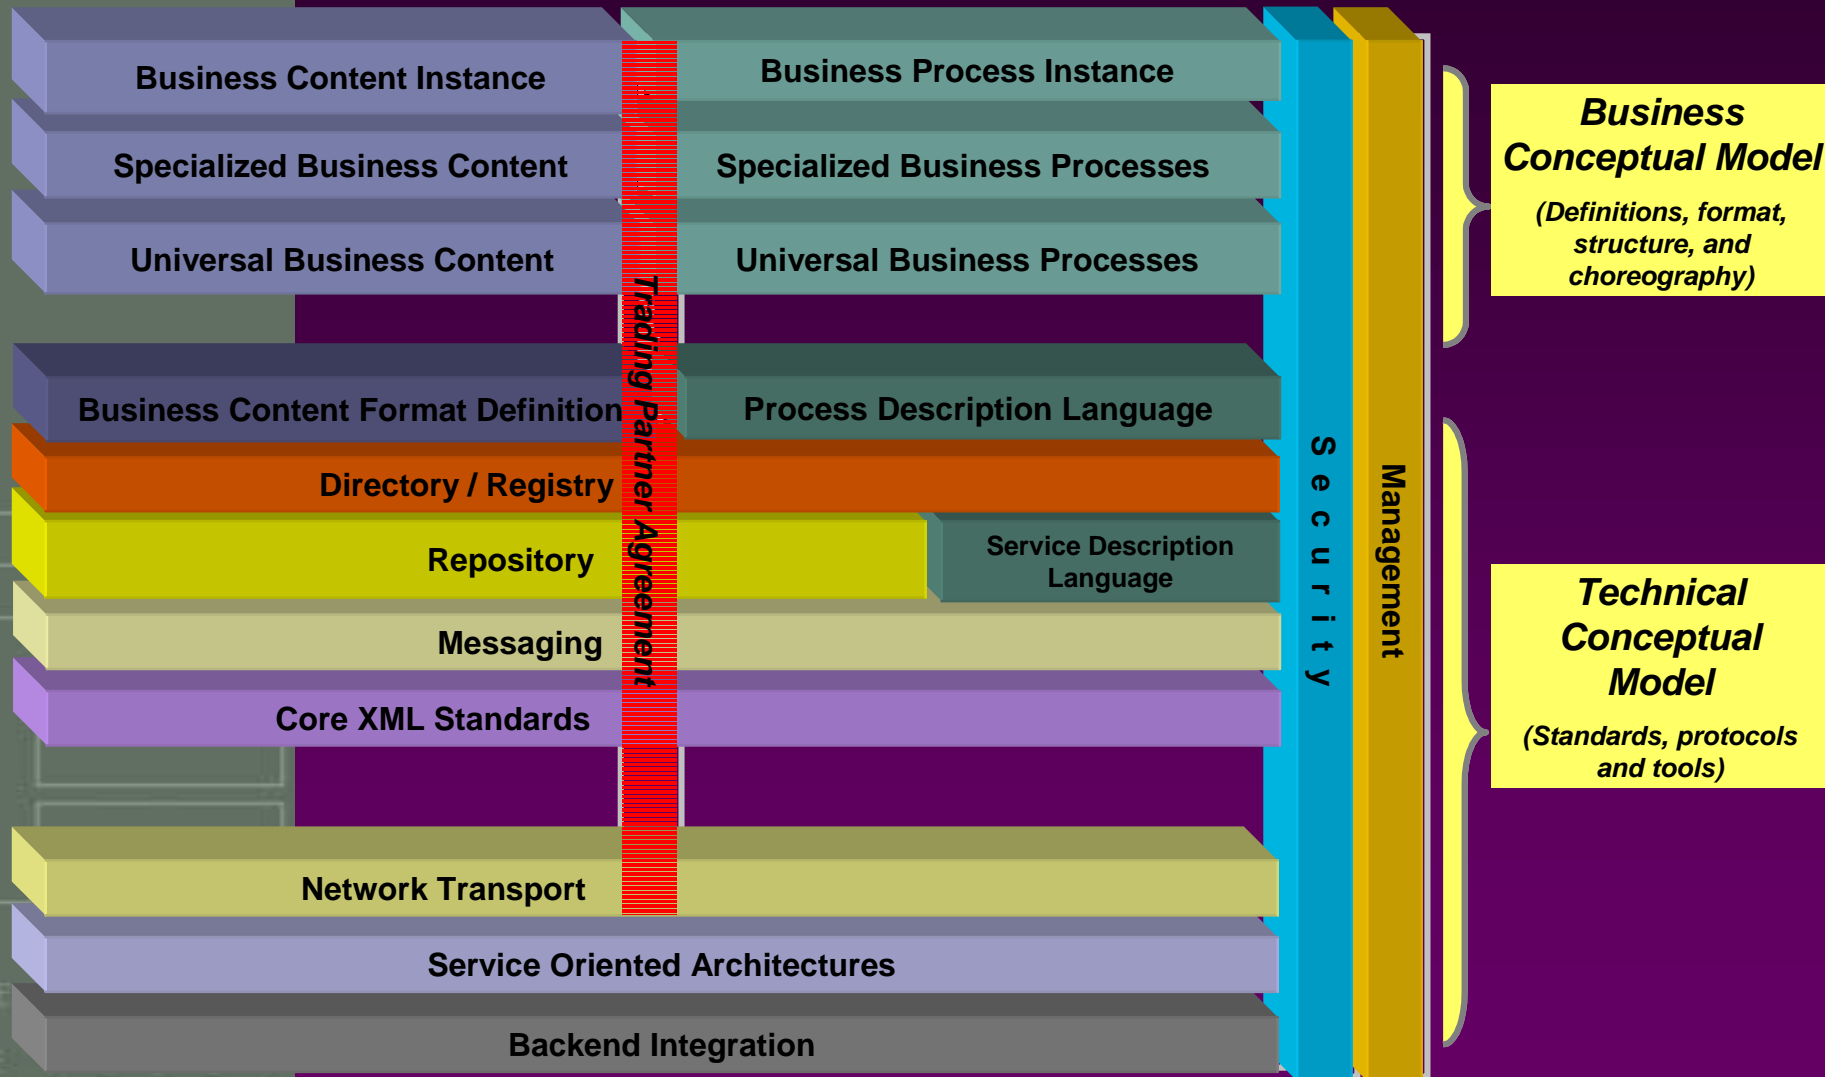 Business Content Instance
Business Process Instance
Specialized Business Content
Specialized Business Processes
Universal Business Content
Universal Business Processes
Trading Partner Agreement
Business Content Format Definition
Process Description Language
Directory / Registry
Repository
Service Description
Language
Messaging
Core XML Standards
Network Transport
Service Oriented Architectures
Backend Integration
Security
Management
Business
Conceptual Model
(Definitions, format,
structure, and
choreography)
Technical
Conceptual
Model
(Standards, protocols
and tools)